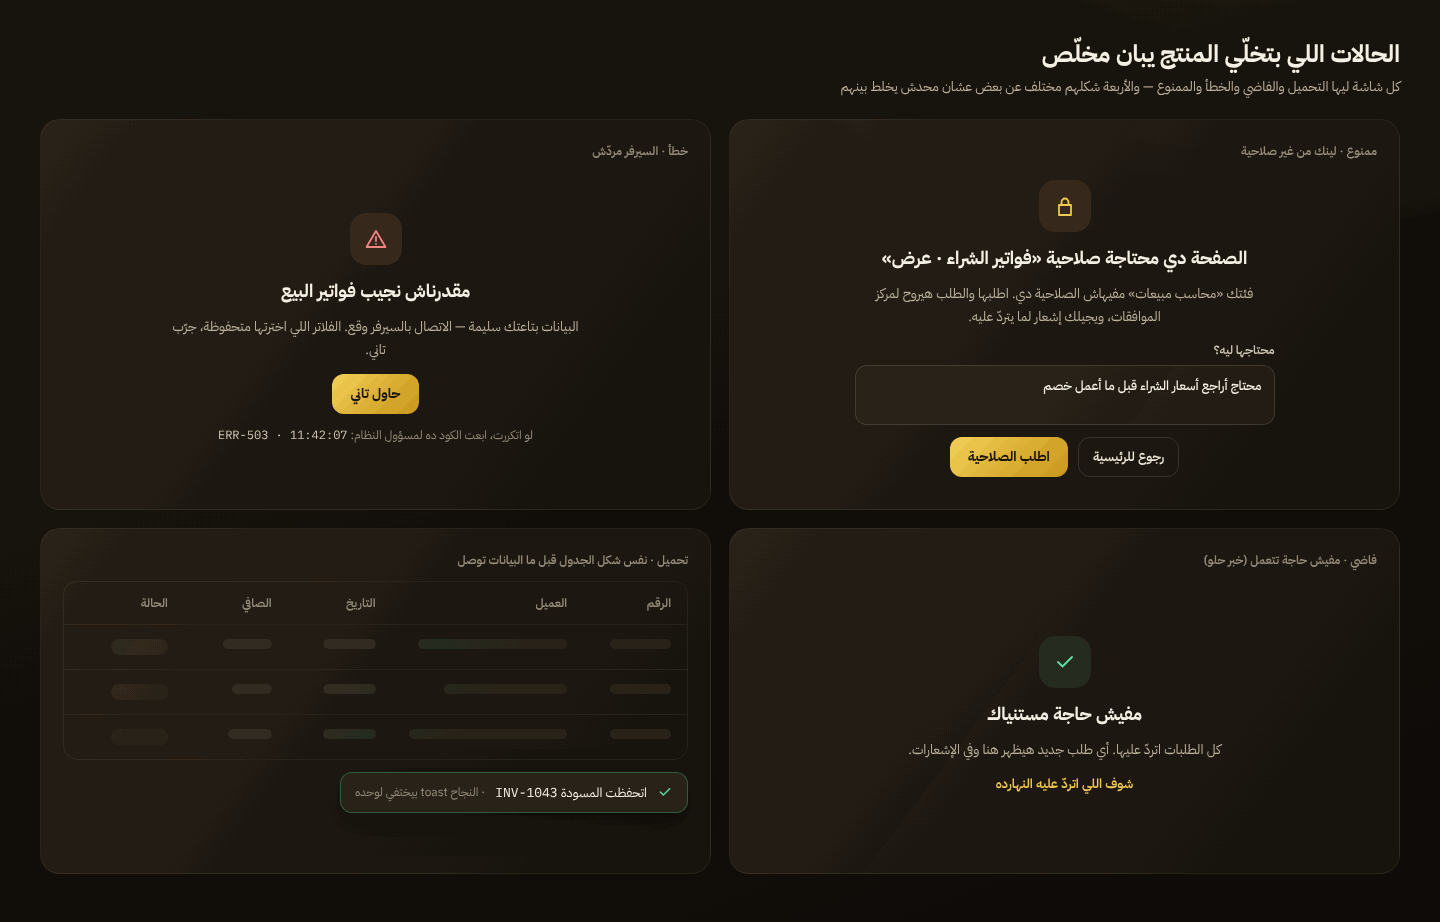 الحالات اللي بتخلّي المنتج يبان مخلّص
كل شاشة ليها التحميل والفاضي والخطأ والممنوع — والأربعة شكلهم مختلف عن بعض عشان محدش يخلط بينهم
ممنوع · لينك من غير صلاحية
الصفحة دي محتاجة صلاحية «فواتير الشراء · عرض»
فئتك «محاسب مبيعات» مفيهاش الصلاحية دي. اطلبها والطلب هيروح لمركز
الموافقات، ويجيلك إشعار لما يتردّ عليه.
محتاجها ليه؟
محتاج أراجع أسعار الشراء قبل ما أعمل خصم
رجوع للرئيسية
اطلب الصلاحية
خطأ · السيرفر مردّش
مقدرناش نجيب فواتير البيع
البيانات بتاعتك سليمة — الاتصال بالسيرفر وقع. الفلاتر اللي اخترتها متحفوظة، جرّب
تاني.
حاول تاني
لو اتكررت، ابعت الكود ده لمسؤول النظام: ERR-503 · 11:42:07
فاضي · مفيش حاجة تتعمل (خبر حلو)
مفيش حاجة مستنياك
كل الطلبات اتردّ عليها. أي طلب جديد هيظهر هنا وفي الإشعارات.
شوف اللي اتردّ عليه النهارده
تحميل · نفس شكل الجدول قبل ما البيانات توصل
الرقم العميل التاريخ الصافي الحالة
اتحفظت المسودة INV-1043 · النجاح toast بيختفي لوحده